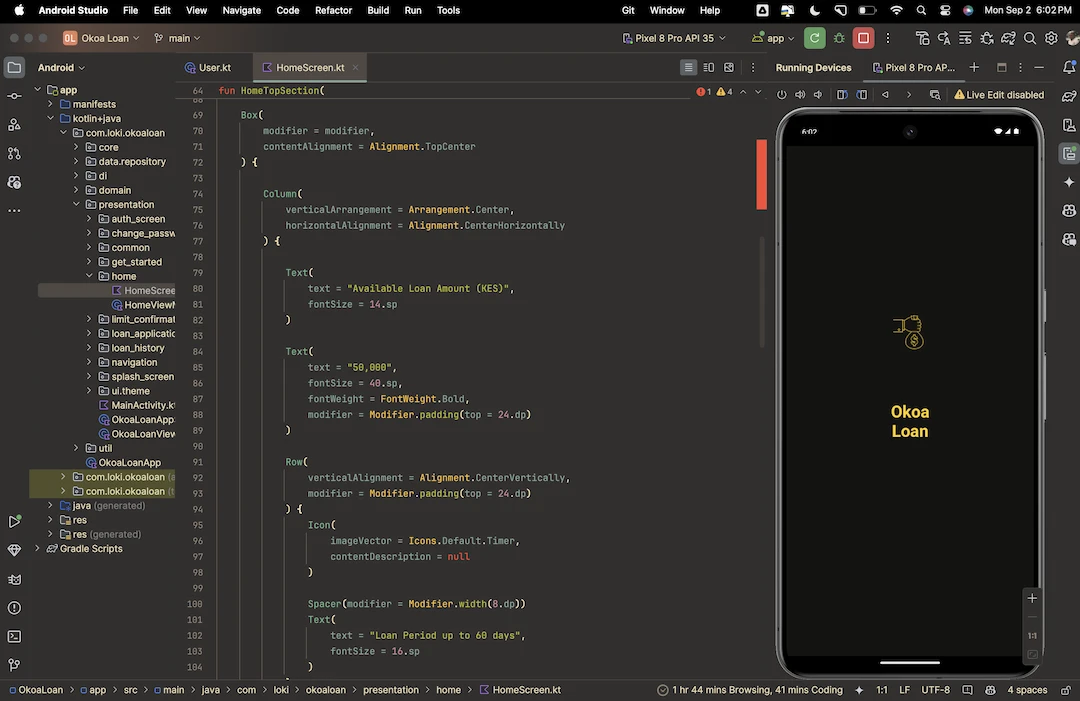 Android Studio File Edit View Navigate Code Refactor Build Run Tools Git Window Help Mon Sep 2 6:02 PM
OL Okoa Loan main Pixel 8 Pro API 35 app
Android User.kt HomeScreen.kt Running Devices Pixel 8 Pro AP...
Live Edit disabled
app
manifests
kotlin+java
com.loki.okoaloan
core
data.repository
di
domain
presentation
auth_screen
change_passw
common
get_started
home
HomeScree
HomeViewM
limit_confirmat
loan_applicatio
loan_history
navigation
splash_screen
ui.theme
MainActivity.kt
OkoaLoanApp
OkoaLoanView
util
OkoaLoanApp
com.loki.okoaloan
com.loki.okoaloan
java (generated)
res
res (generated)
Gradle Scripts
64 fun HomeTopSection( 1 4
68
69 Box(
70 modifier = modifier,
71 contentAlignment = Alignment.TopCenter
72 ) {
73
74 Column(
75 verticalArrangement = Arrangement.Center,
76 horizontalAlignment = Alignment.CenterHorizontally
77 ) {
78
79 Text(
80 text = "Available Loan Amount (KES)",
81 fontSize = 14.sp
82 )
83
84 Text(
85 text = "50,000",
86 fontSize = 40.sp,
87 fontWeight = FontWeight.Bold,
88 modifier = Modifier.padding(top = 24.dp)
89 )
90
91 Row(
92 verticalAlignment = Alignment.CenterVertically,
93 modifier = Modifier.padding(top = 24.dp)
94 ) {
95 Icon(
96 imageVector = Icons.Default.Timer,
97 contentDescription = null
98 )
99
100 Spacer(modifier = Modifier.width(8.dp))
101 Text(
102 text = "Loan Period up to 60 days",
103 fontSize = 16.sp
104 )
6:02
Okoa
Loan
1:1
OkoaLoan app src main java com loki okoaloan presentation home HomeScreen.kt 1 hr 44 mins Browsing, 41 mins Coding 1:1 LF UTF-8 4 spaces